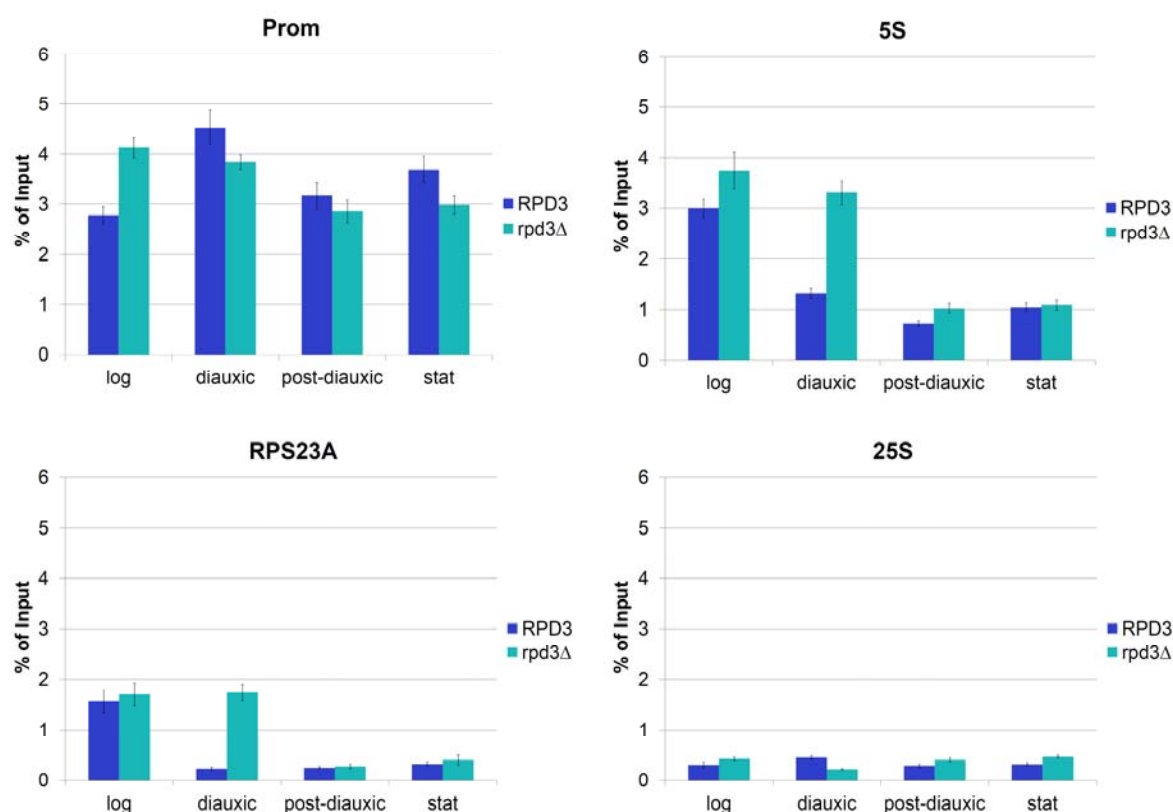 Prom
% of Input
6
5
4
3
2
1
0
log diauxic post-diauxic stat
RPD3
rpd3Δ
5S
% of Input
6
5
4
3
2
1
0
log diauxic post-diauxic stat
RPD3
rpd3Δ
RPS23A
% of Input
6
5
4
3
2
1
0
log diauxic post-diauxic stat
RPD3
rpd3Δ
25S
% of Input
6
5
4
3
2
1
0
log diauxic post-diauxic stat
RPD3
rpd3Δ